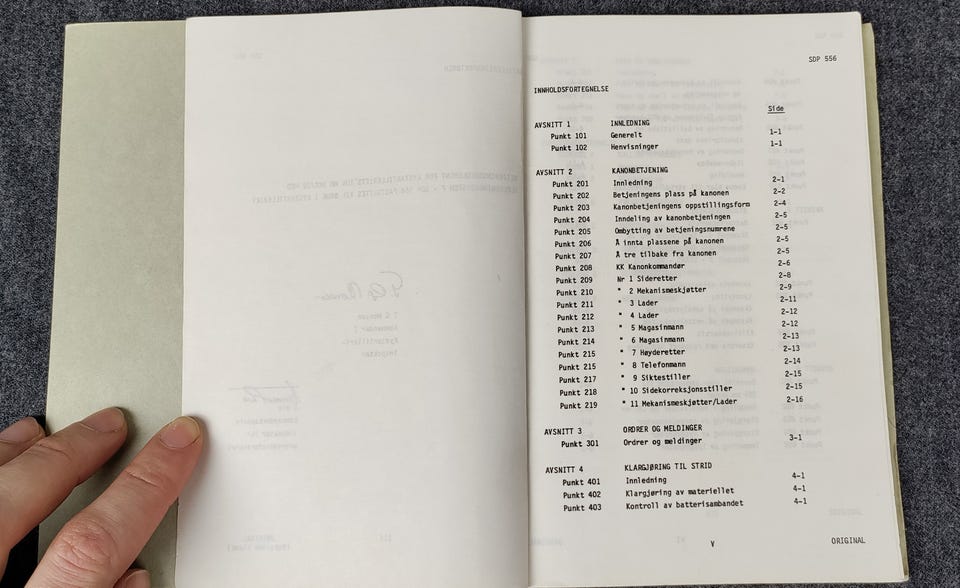 SDP 556
INNHOLDSFORTEGNELSE
Side
AVSNITT 1 INNLEDNING
Punkt 101 Generelt 1-1
Punkt 102 Henvisninger 1-1
AVSNITT 2 KANONBETJENING
Punkt 201 Innledning 2-1
Punkt 202 Betjeningens plass på kanonen 2-2
Punkt 203 Kanonbetjeningens oppstillingsform 2-4
Punkt 204 Inndeling av kanonbetjeningen 2-5
Punkt 205 Ombytting av betjeningsnumrene 2-5
Punkt 206 Å innta plassene på kanonen 2-5
Punkt 207 Å tre tilbake fra kanonen 2-5
Punkt 208 KK Kanonkommandør 2-6
Punkt 209 Nr 1 Sideretter 2-8
Punkt 210 " 2 Mekanismeskjøtter 2-9
Punkt 211 " 3 Lader 2-11
Punkt 212 " 4 Lader 2-12
Punkt 213 " 5 Magasinmann 2-12
Punkt 214 " 6 Magasinmann 2-13
Punkt 215 " 7 Høyderetter 2-13
Punkt 215 " 8 Telefonmann 2-14
Punkt 217 " 9 Siktestiller 2-15
Punkt 218 " 10 Sidekorreksjonsstiller 2-15
Punkt 219 " 11 Mekanismeskjøtter/Lader 2-16
AVSNITT 3 ORDRER OG MELDINGER
Punkt 301 Ordrer og meldinger 3-1
AVSNITT 4 KLARGJØRING TIL STRID
Punkt 401 Innledning 4-1
Punkt 402 Klargjøring av materiellet 4-1
Punkt 403 Kontroll av batterisambandet 4-1
V ORIGINAL